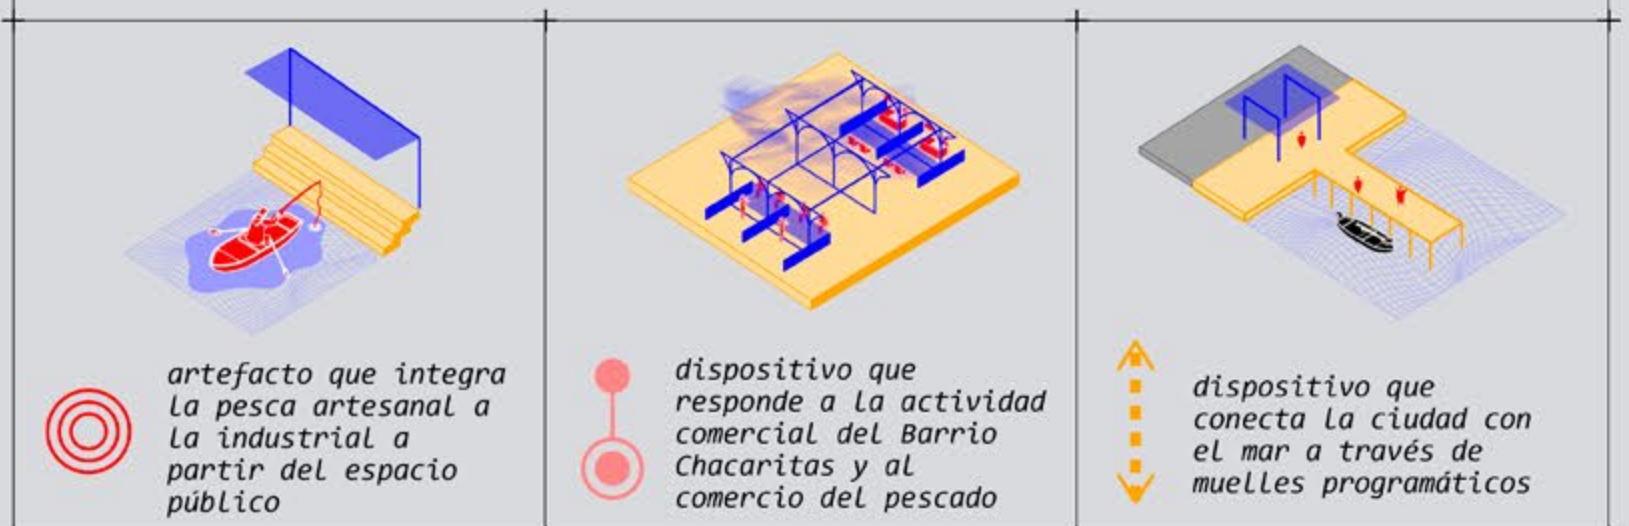 artefacto que integra
la pesca artesanal a
la industrial a
partir del espacio
público
dispositivo que
responde a la actividad
comercial del Barrio
Chacaritas y al
comercio del pescado
dispositivo que
conecta la ciudad con
el mar a través de
muelles programáticos